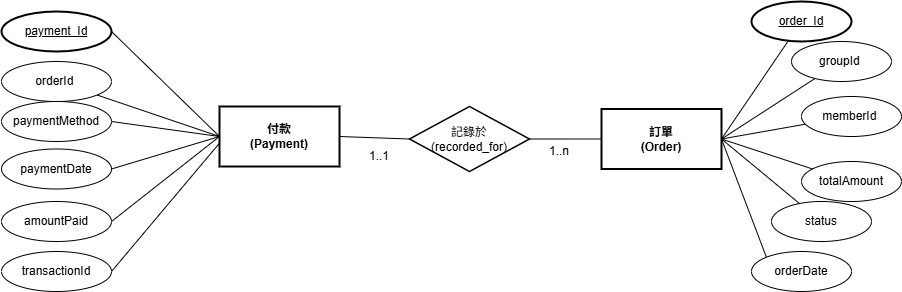 payment_Id
orderId
paymentMethod
paymentDate
amountPaid
transactionId
付款
(Payment)
1..1
記錄於
(recorded_for)
1..n
訂單
(Order)
order_Id
groupId
memberId
totalAmount
status
orderDate